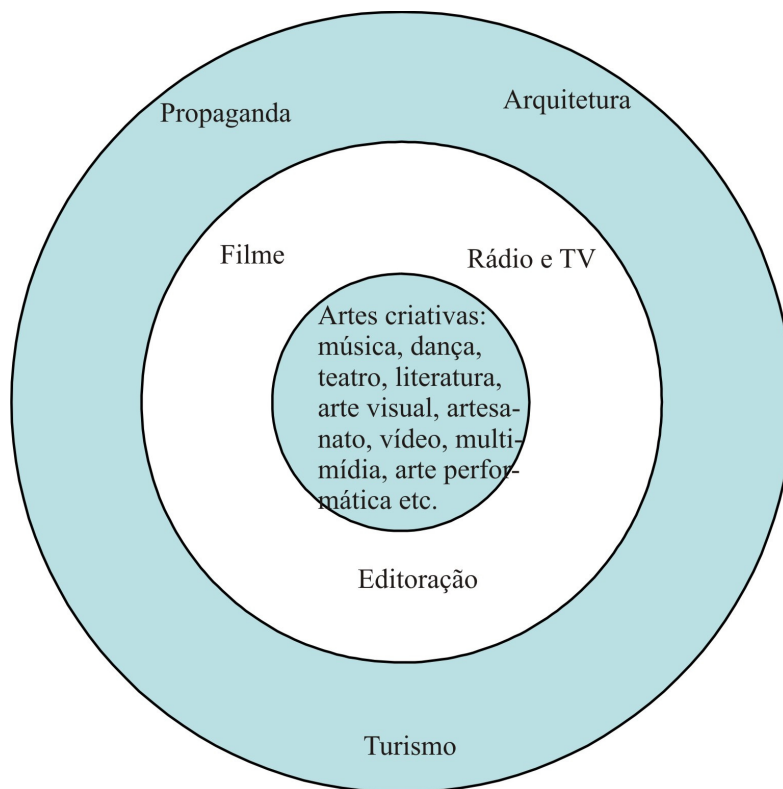 Propaganda
Arquitetura
Filme
Rádio e TV
Artes criativas:
música, dança,
teatro, literatura,
arte visual, artesa-
nato, vídeo, multi-
mídia, arte perfor-
mática etc.
Editoração
Turismo